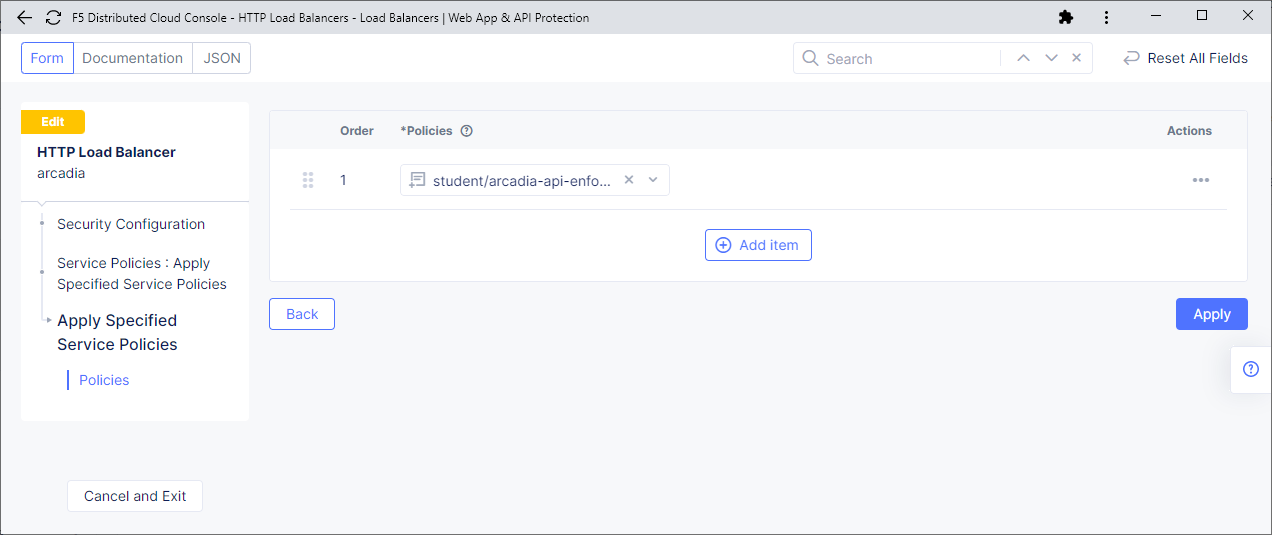 F5 Distributed Cloud Console - HTTP Load Balancers - Load Balancers | Web App & API Protection
Form
Documentation
JSON
Search
Reset All Fields
Edit
HTTP Load Balancer
arcadia
Security Configuration
Service Policies : Apply
Specified Service Policies
Apply Specified
Service Policies
Policies
Cancel and Exit
Order
*Policies
Actions
1
student/arcadia-api-enfo...
Add item
Back
Apply